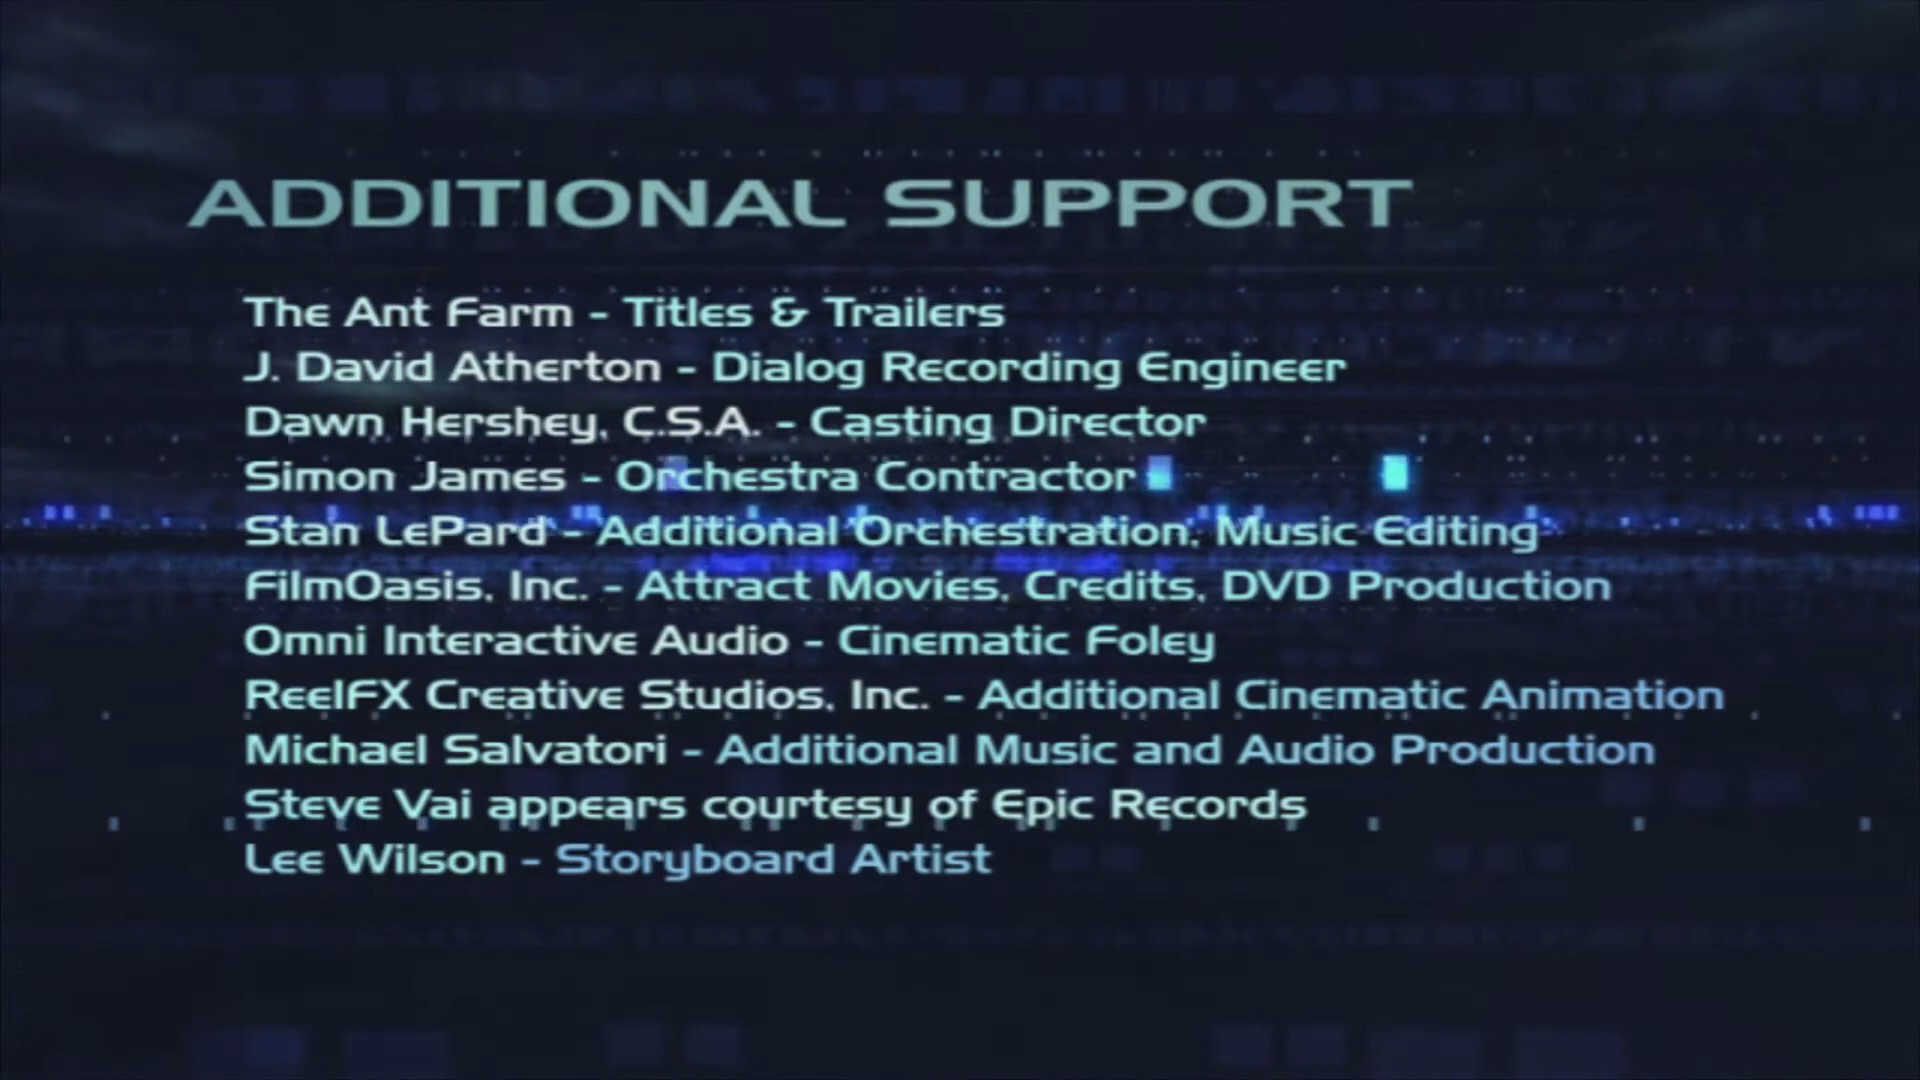 ADDITIONAL SUPPORT
The Ant Farm - Titles & Trailers
J. David Atherton - Dialog Recording Engineer
Dawn Hershey, C.S.A. - Casting Director
Simon James - Orchestra Contractor
Stan LePard - Additional Orchestration, Music Editing
FilmOasis, Inc. - Attract Movies, Credits, DVD Production
Omni Interactive Audio - Cinematic Foley
ReelFX Creative Studios, Inc. - Additional Cinematic Animation
Michael Salvatori - Additional Music and Audio Production
Steve Vai appears courtesy of Epic Records
Lee Wilson - Storyboard Artist